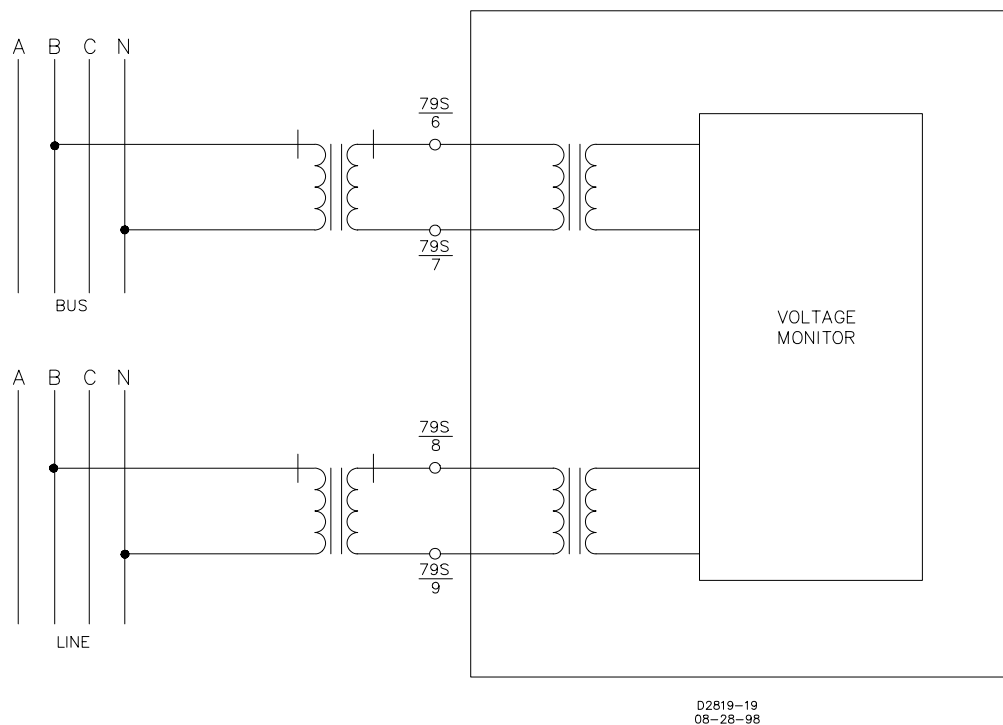 A B C N
79S
6
79S
7
BUS
VOLTAGE
MONITOR
A B C N
79S
8
79S
9
LINE
D2819-19
08-28-98